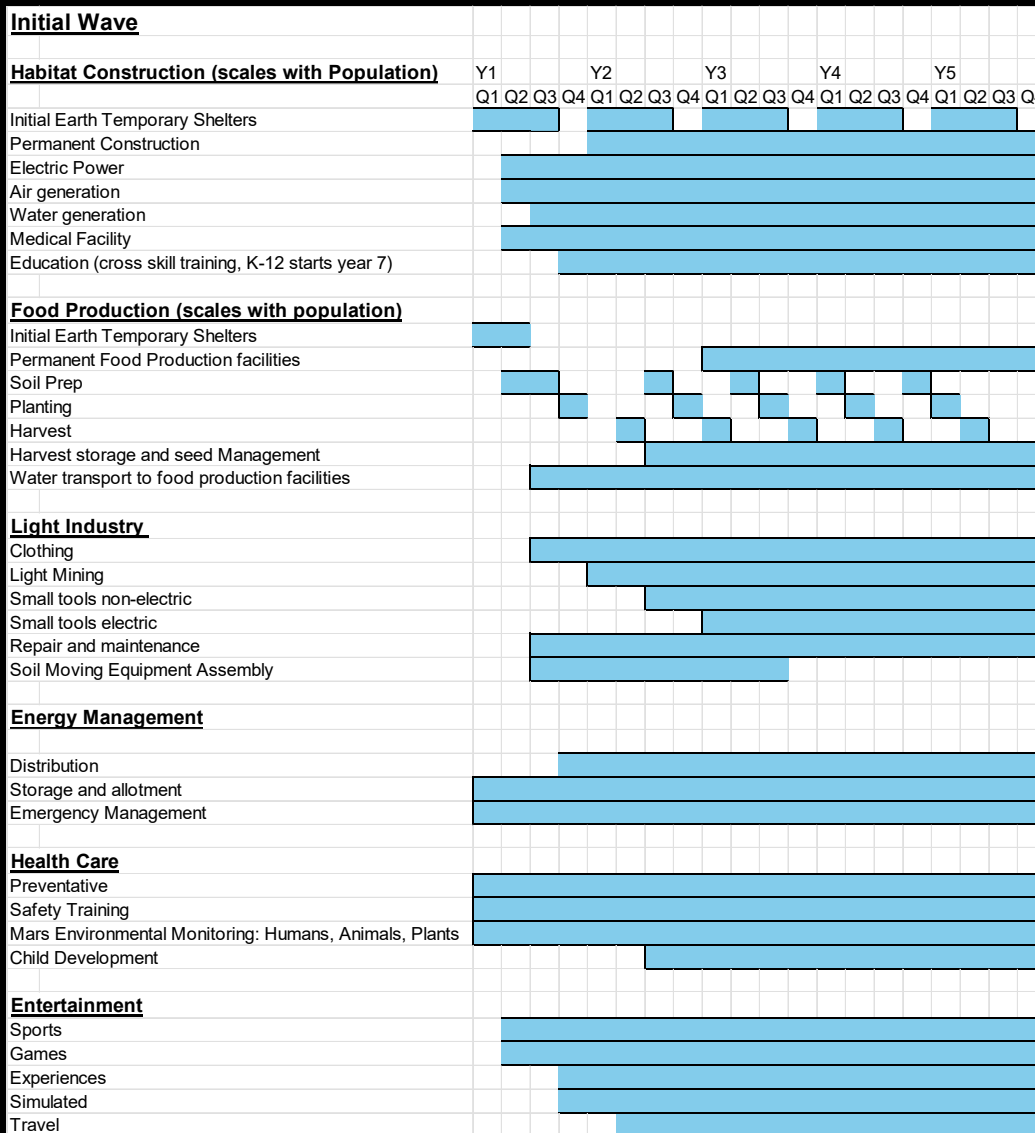 Initial Wave
Habitat Construction (scales with Population) Y1 Y2 Y3 Y4 Y5
Q1 Q2 Q3 Q4 Q1 Q2 Q3 Q4 Q1 Q2 Q3 Q4 Q1 Q2 Q3 Q4 Q1 Q2 Q3
Initial Earth Temporary Shelters
Permanent Construction
Electric Power
Air generation
Water generation
Medical Facility
Education (cross skill training, K-12 starts year 7)
Food Production (scales with population)
Initial Earth Temporary Shelters
Permanent Food Production facilities
Soil Prep
Planting
Harvest
Harvest storage and seed Management
Water transport to food production facilities
Light Industry
Clothing
Light Mining
Small tools non-electric
Small tools electric
Repair and maintenance
Soil Moving Equipment Assembly
Energy Management
Distribution
Storage and allotment
Emergency Management
Health Care
Preventative
Safety Training
Mars Environmental Monitoring: Humans, Animals, Plants
Child Development
Entertainment
Sports
Games
Experiences
Simulated
Travel